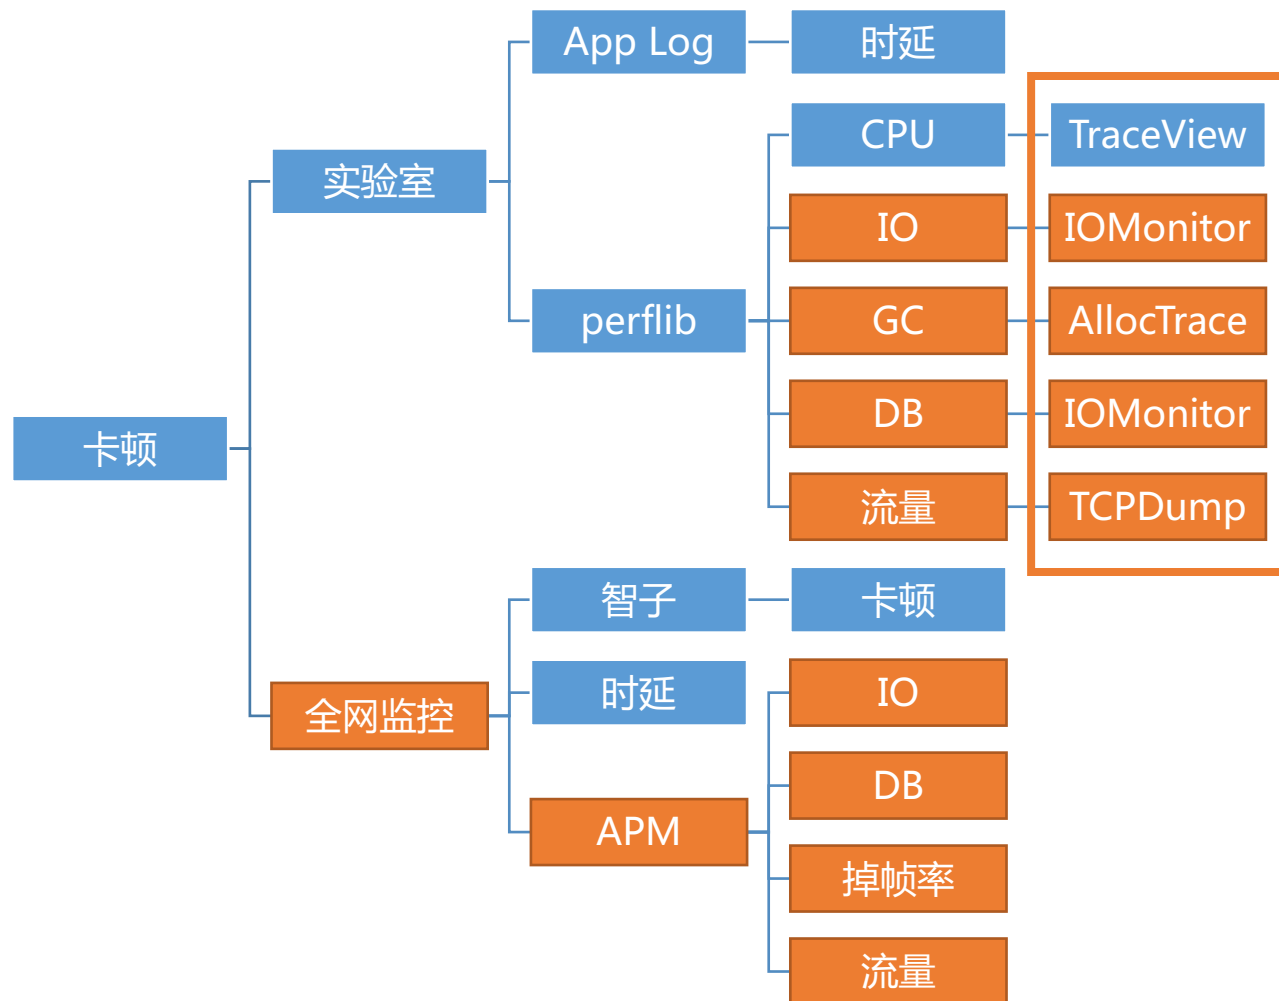 卡顿
实验室
App Log
时延
perflib
CPU
TraceView
IO
IOMonitor
GC
AllocTrace
DB
IOMonitor
流量
TCPDump
全网监控
智子
卡顿
时延
APM
IO
DB
掉帧率
流量